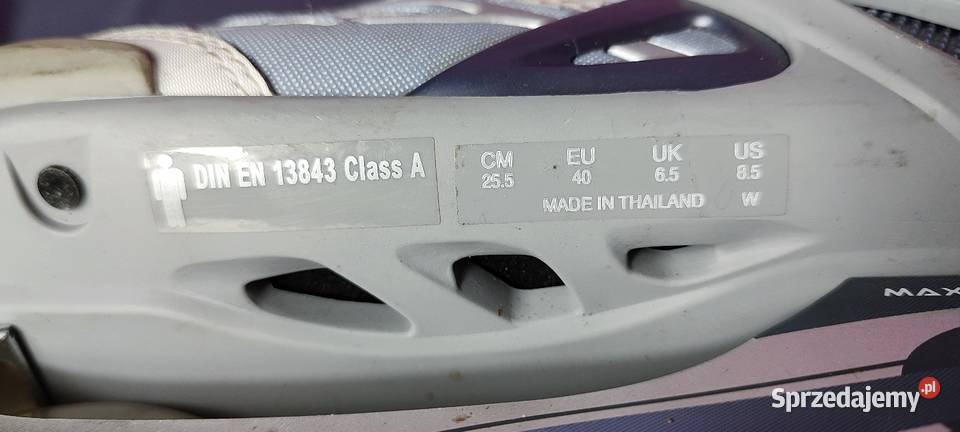 DIN EN 13843 Class A
CM EU UK US
25.5 40 6.5 8.5
MADE IN THAILAND W
MAX
Sprzedajemy.pl